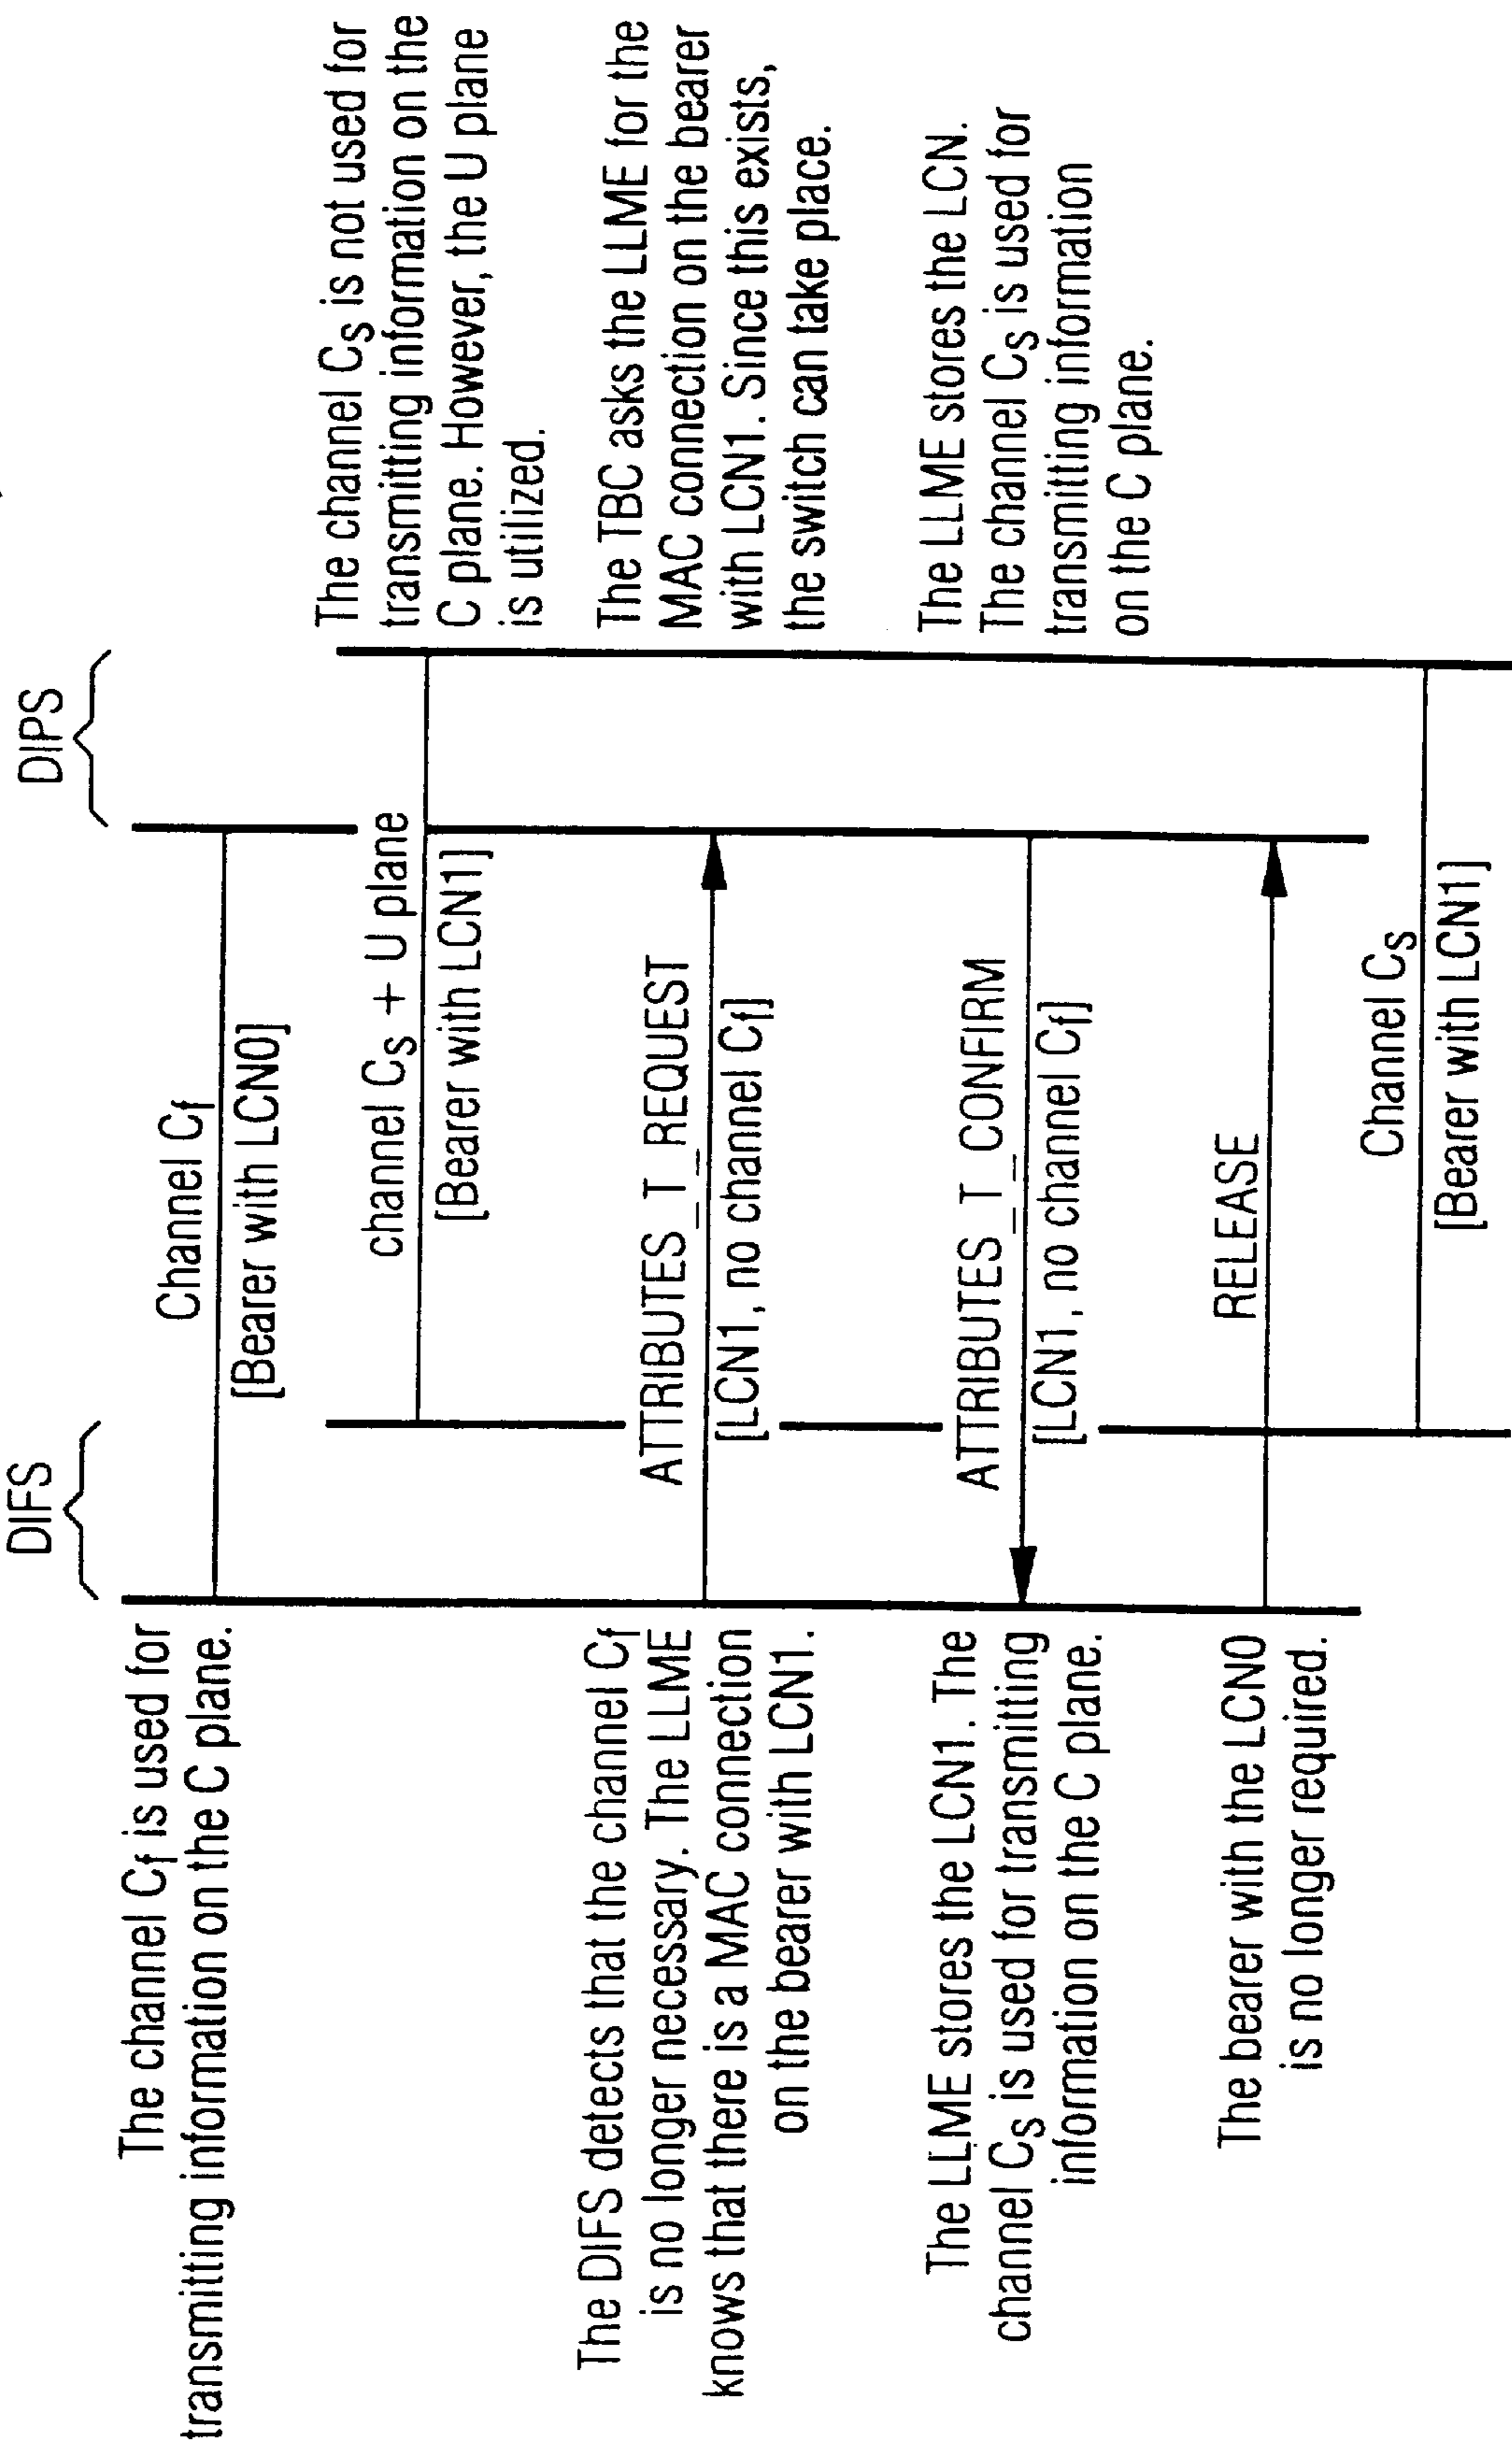 DIFS
DIPS
The channel Cf is used for
transmitting information on the C plane.
Channel Cf
[Bearer with LCN0]
channel Cs + U plane
[Bearer with LCN1]
The channel Cs is not used for
transmitting information on the
C plane. However, the U plane
is utilized.
The DIFS detects that the channel Cf
is no longer necessary. The LLME
knows that there is a MAC connection
on the bearer with LCN1.
ATTRIBUTES_T_REQUEST
[LCN1, no channel Cf]
The TBC asks the LLME for the
MAC connection on the bearer
with LCN1. Since this exists,
the switch can take place.
The LLME stores the LCN1. The
channel Cs is used for transmitting
information on the C plane.
ATTRIBUTES_T_CONFIRM
[LCN1, no channel Cf]
The LLME stores the LCN.
The channel Cs is used for
transmitting information
on the C plane.
The bearer with the LCN0
is no longer required.
RELEASE
Channel Cs
[Bearer with LCN1]